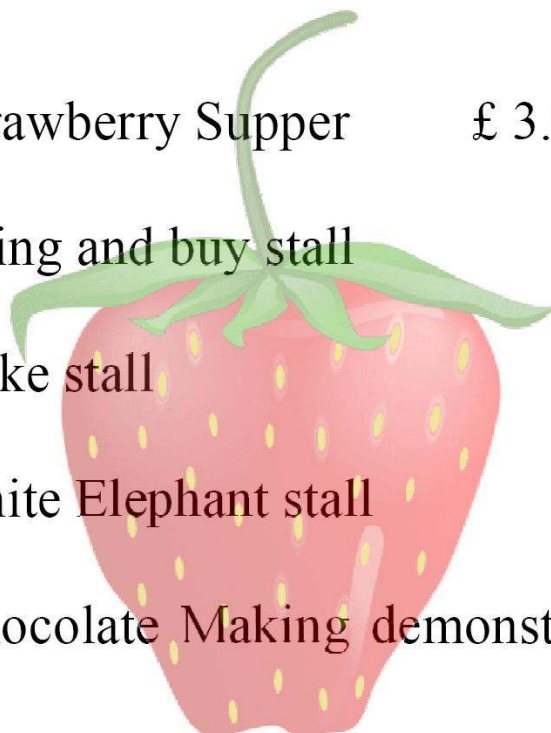 rawberry Supper £ 3.
ing and buy stall
ke stall
ite Elephant stall
ocolate Making demonst